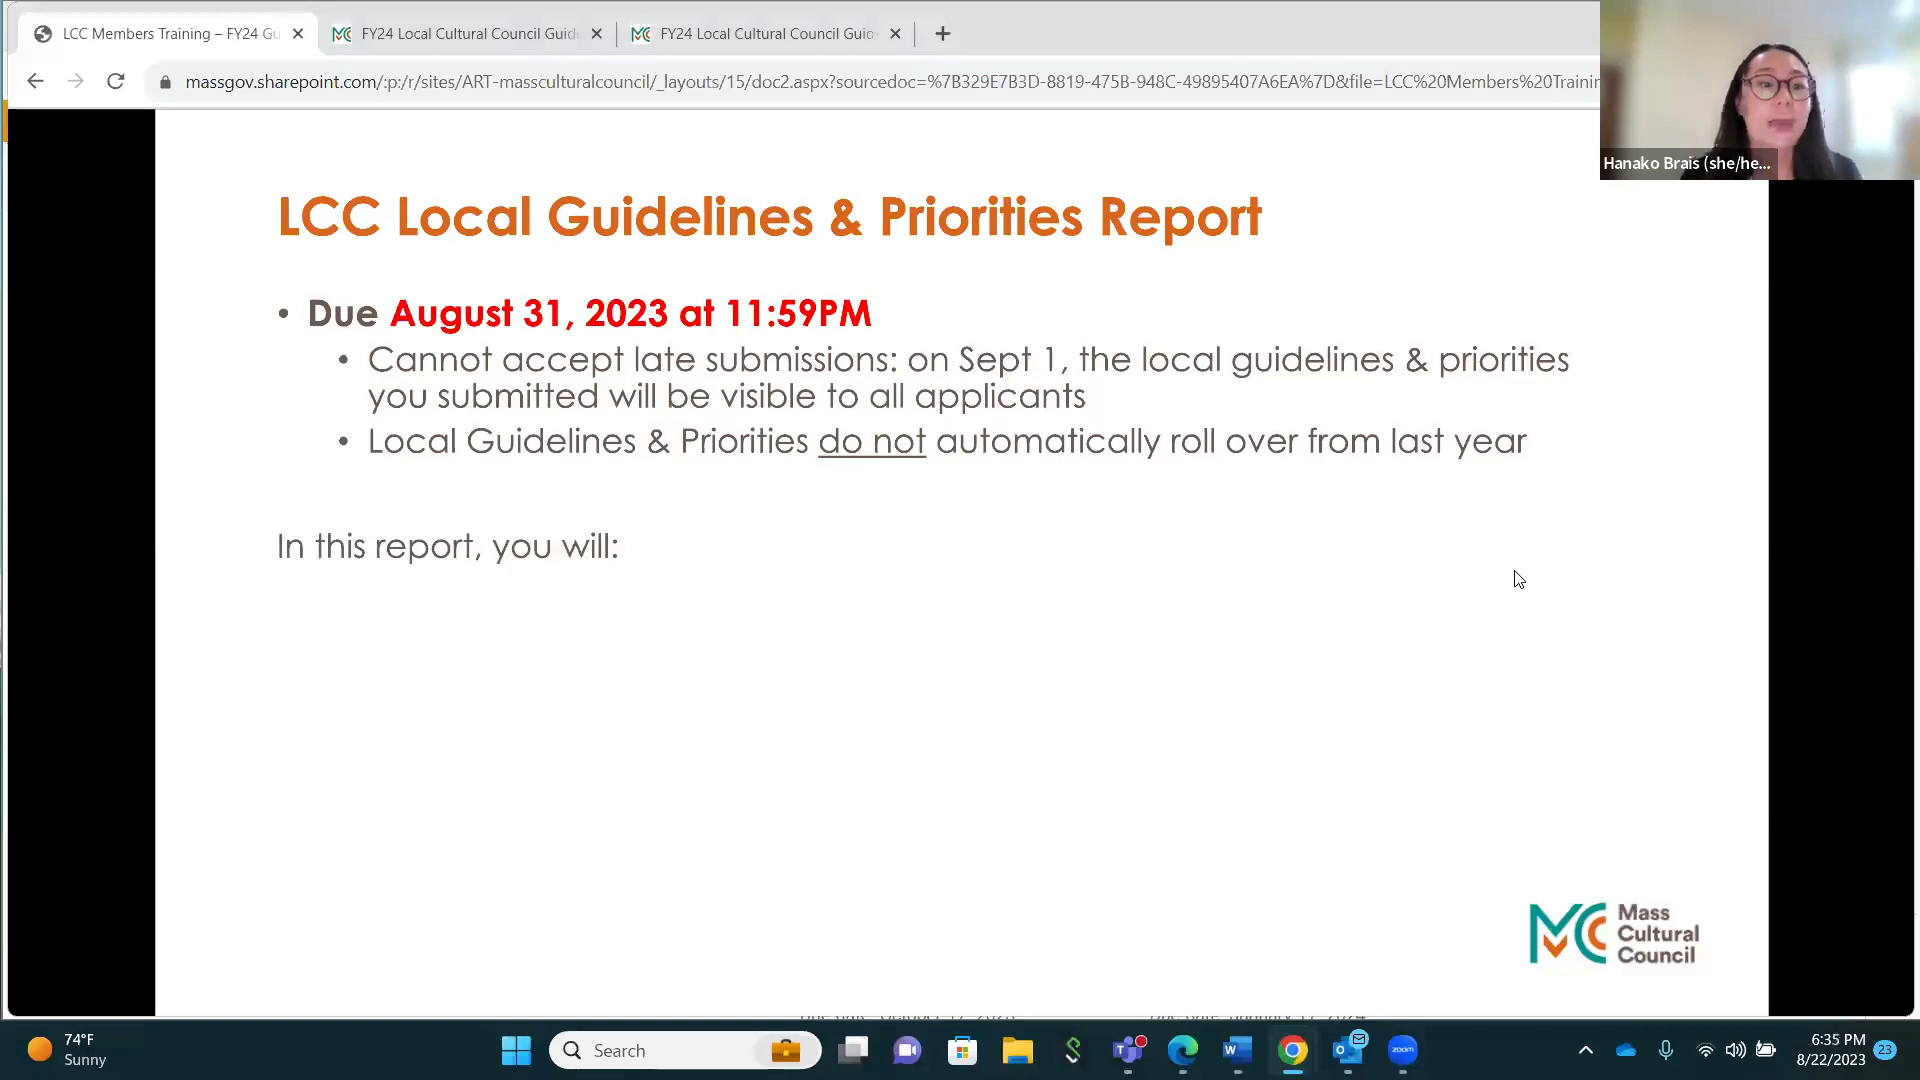 LCC Members Training – FY24 Gu
FY24 Local Cultural Council Guid
FY24 Local Cultural Council Guid
massgov.sharepoint.com/:p:/r/sites/ART-massculturalcouncil/_layouts/15/doc2.aspx?sourcedoc=%7B329E7B3D-8819-475B-948C-49895407A6EA%7D&file=LCC%20Members%20Trainin
Hanako Brais (she/he...
LCC Local Guidelines & Priorities Report
• Due August 31, 2023 at 11:59PM
• Cannot accept late submissions: on Sept 1, the local guidelines & priorities
you submitted will be visible to all applicants
• Local Guidelines & Priorities do not automatically roll over from last year
In this report, you will:
Mass
Cultural
Council
74°F
Sunny
Search
zoom
6:35 PM
8/22/2023
23